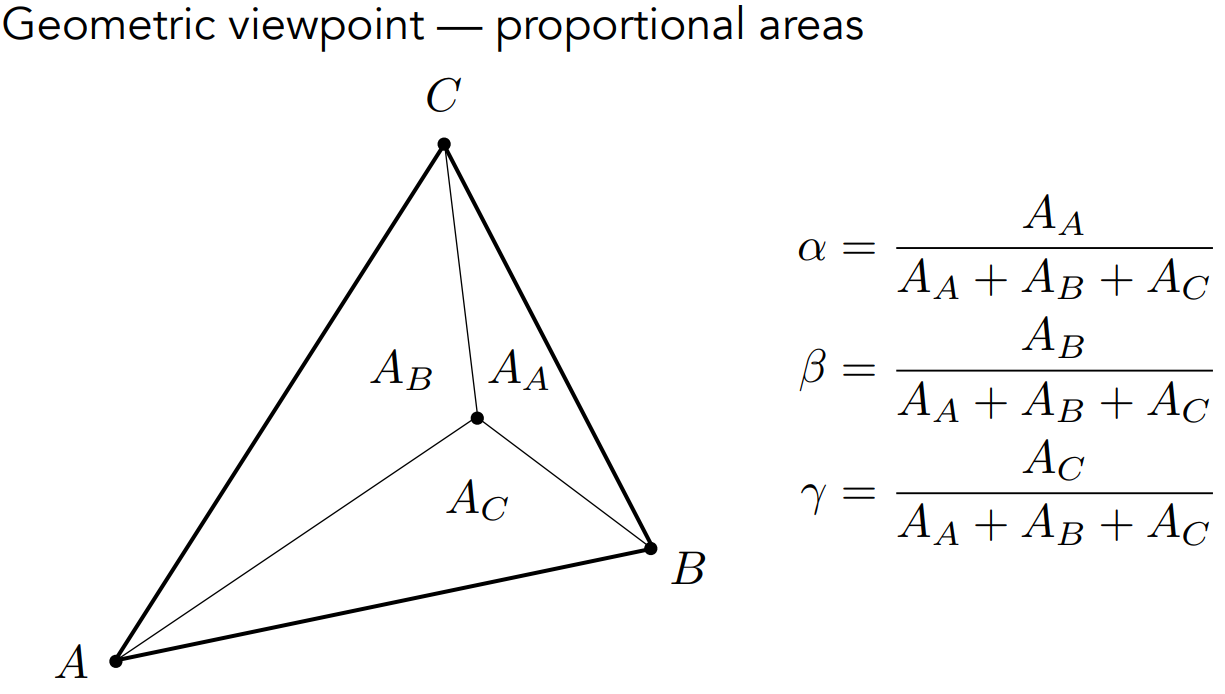 Geometric viewpoint — proportional areas
C
A_B A_A
A_C
B
A
α = A_A / (A_A + A_B + A_C)
β = A_B / (A_A + A_B + A_C)
γ = A_C / (A_A + A_B + A_C)